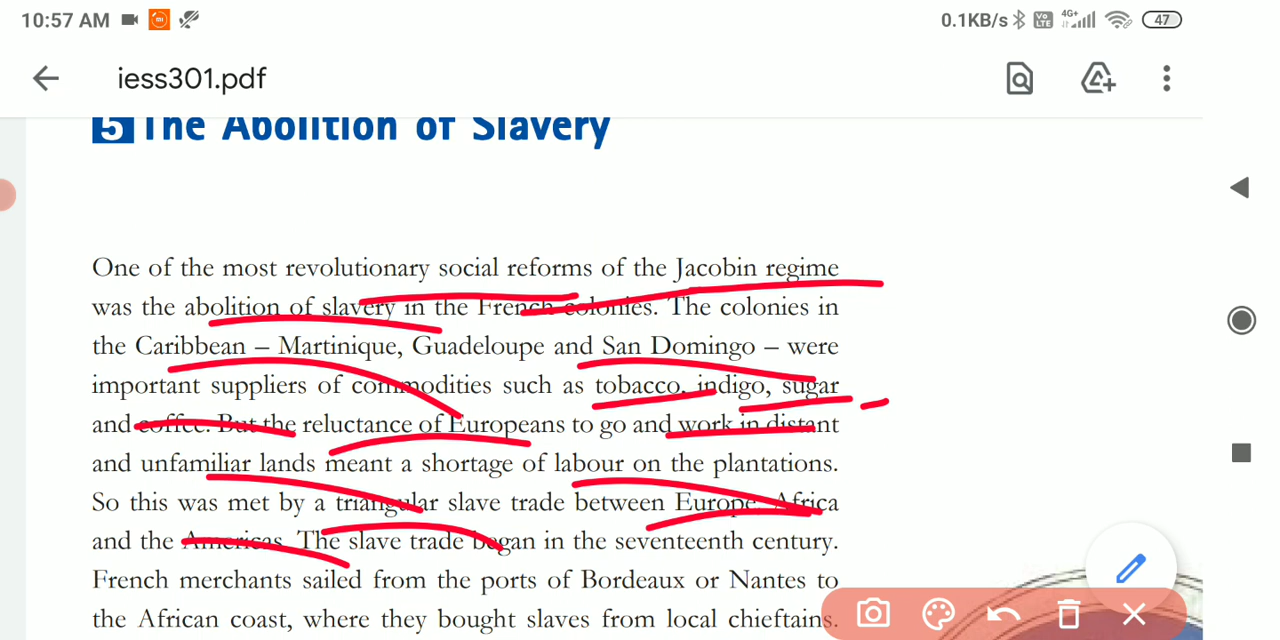 10:57 AM
0.1KB/s Vo LTE 4G+ 47
iess301.pdf
5 The Abolition of Slavery
One of the most revolutionary social reforms of the Jacobin regime
was the abolition of slavery in the French colonies. The colonies in
the Caribbean – Martinique, Guadeloupe and San Domingo – were
important suppliers of commodities such as tobacco, indigo, sugar
and coffee. But the reluctance of Europeans to go and work in distant
and unfamiliar lands meant a shortage of labour on the plantations.
So this was met by a triangular slave trade between Europe, Africa
and the Americas. The slave trade began in the seventeenth century.
French merchants sailed from the ports of Bordeaux or Nantes to
the African coast, where they bought slaves from local chieftains.